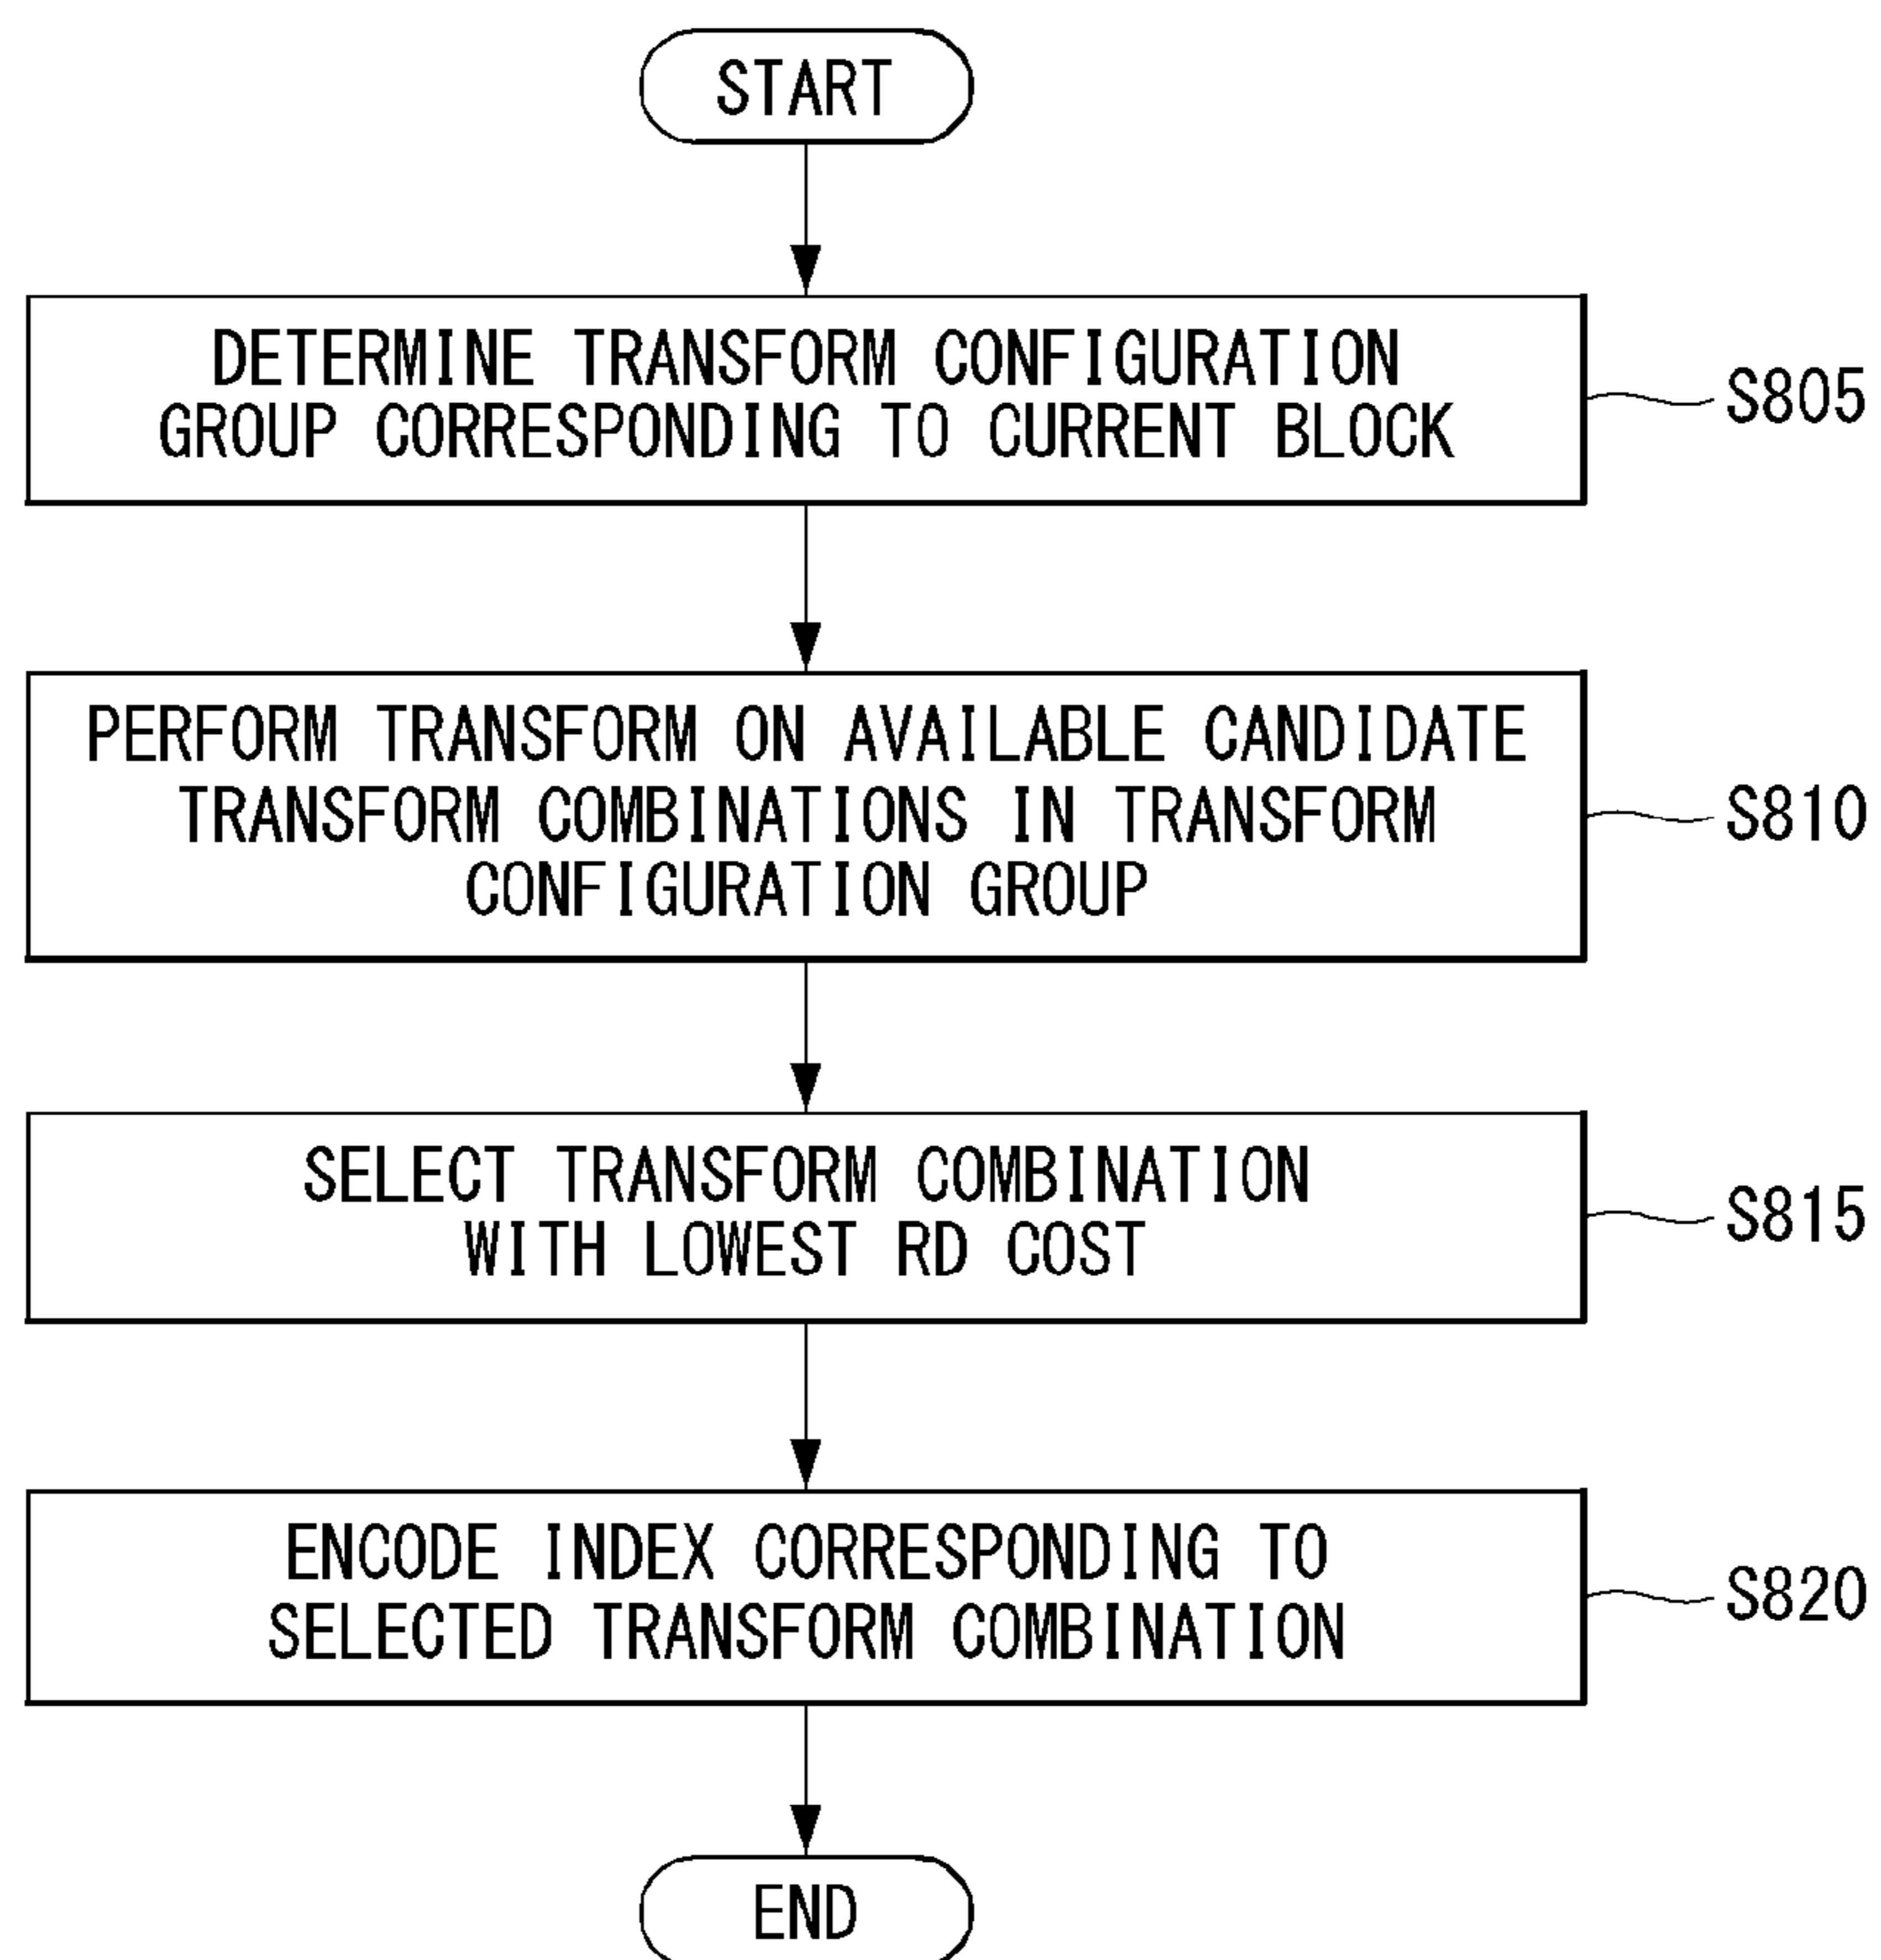 START
DETERMINE TRANSFORM CONFIGURATION
GROUP CORRESPONDING TO CURRENT BLOCK
S805
PERFORM TRANSFORM ON AVAILABLE CANDIDATE
TRANSFORM COMBINATIONS IN TRANSFORM
CONFIGURATION GROUP
S810
SELECT TRANSFORM COMBINATION
WITH LOWEST RD COST
S815
ENCODE INDEX CORRESPONDING TO
SELECTED TRANSFORM COMBINATION
S820
END